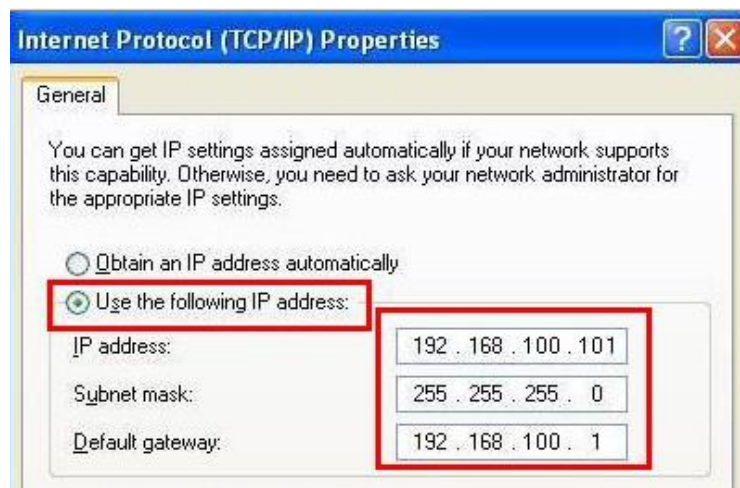 Internet Protocol (TCP/IP) Properties
General
You can get IP settings assigned automatically if your network supports
this capability. Otherwise, you need to ask your network administrator for
the appropriate IP settings.
Obtain an IP address automatically
Use the following IP address:
IP address: 192 . 168 . 100 . 101
Subnet mask: 255 . 255 . 255 . 0
Default gateway: 192 . 168 . 100 . 1